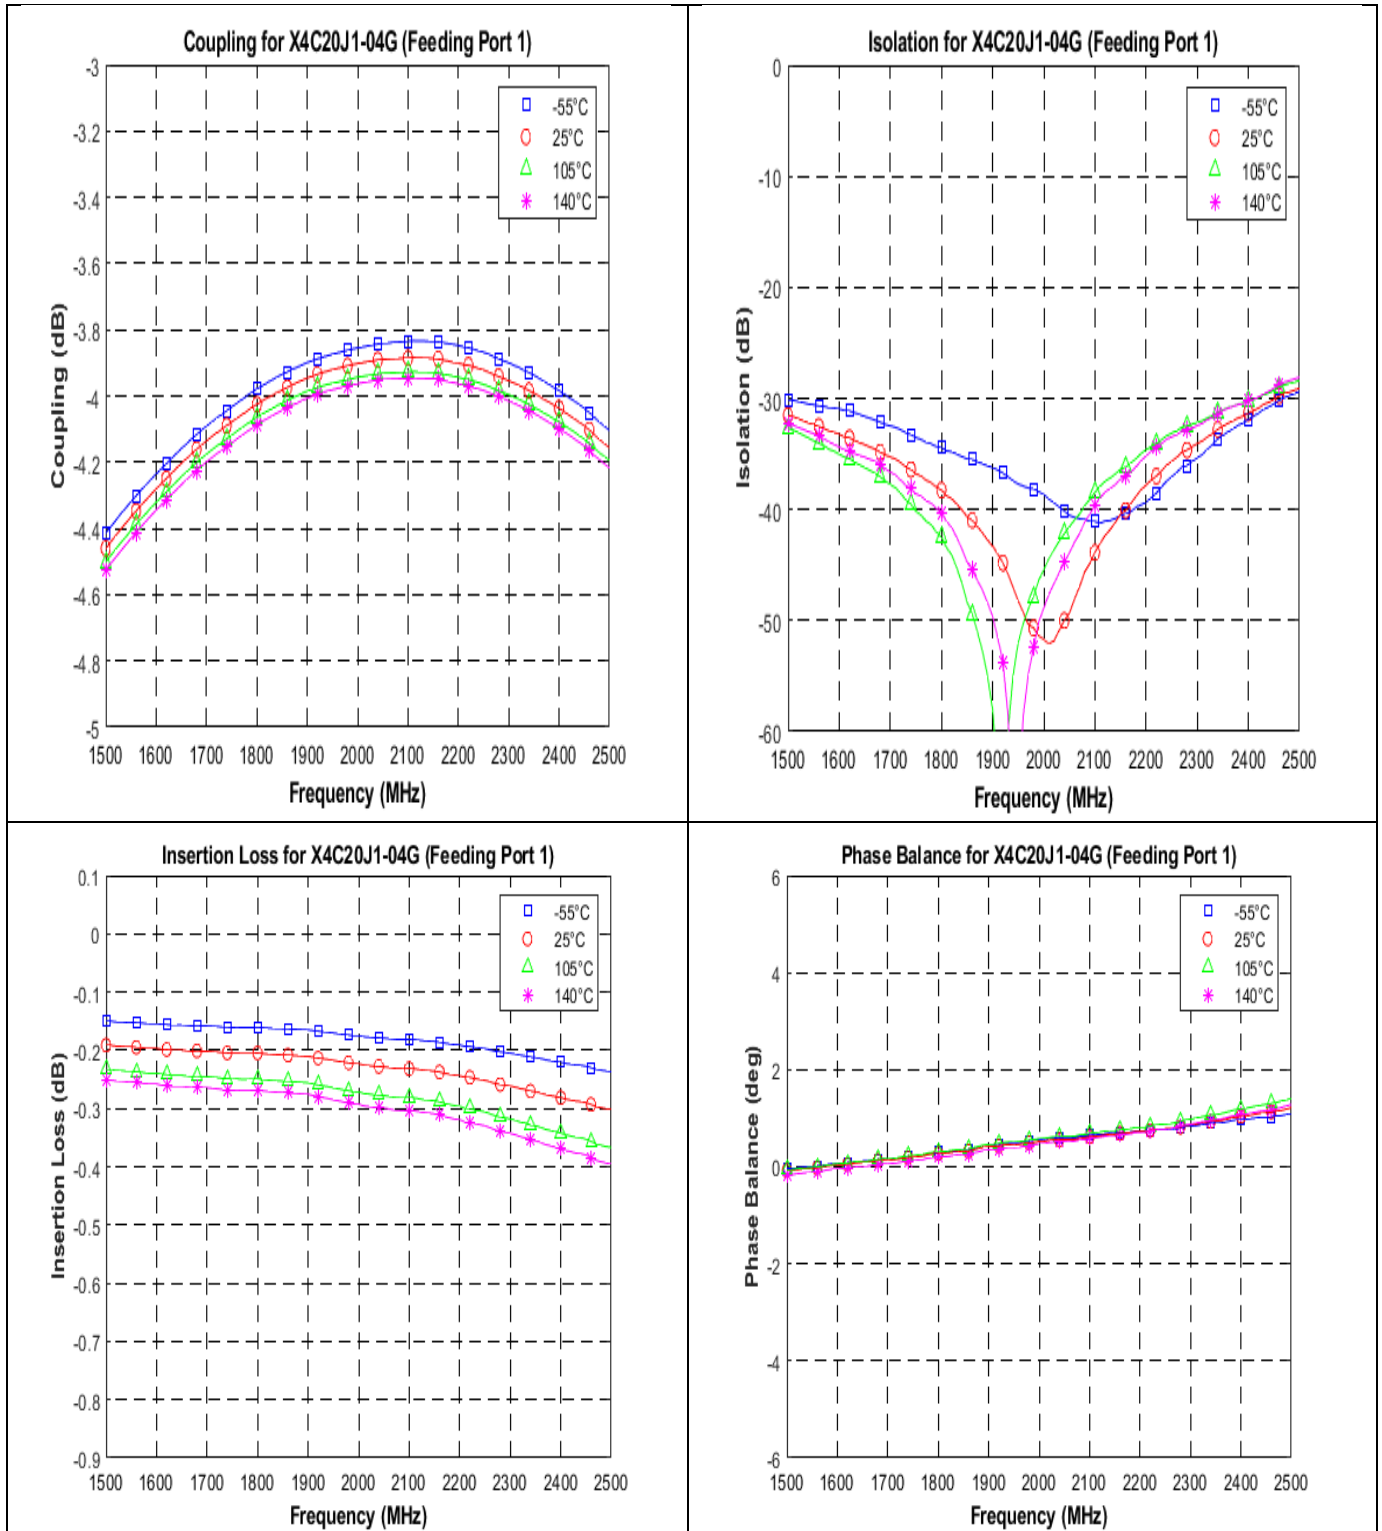 Coupling for X4C20J1-04G (Feeding Port 1)
-3
-3.2
-3.4
-3.6
-3.8
-4
-4.2
-4.4
-4.6
-4.8
-5
Coupling (dB)
-55°C
25°C
105°C
140°C
1500 1600 1700 1800 1900 2000 2100 2200 2300 2400 2500
Frequency (MHz)
Isolation for X4C20J1-04G (Feeding Port 1)
0
-10
-20
-30
-40
-50
-60
Isolation (dB)
-55°C
25°C
105°C
140°C
1500 1600 1700 1800 1900 2000 2100 2200 2300 2400 2500
Frequency (MHz)
Insertion Loss for X4C20J1-04G (Feeding Port 1)
0.1
0
-0.1
-0.2
-0.3
-0.4
-0.5
-0.6
-0.7
-0.8
-0.9
Insertion Loss (dB)
-55°C
25°C
105°C
140°C
1500 1600 1700 1800 1900 2000 2100 2200 2300 2400 2500
Frequency (MHz)
Phase Balance for X4C20J1-04G (Feeding Port 1)
6
4
2
0
-2
-4
-6
Phase Balance (deg)
-55°C
25°C
105°C
140°C
1500 1600 1700 1800 1900 2000 2100 2200 2300 2400 2500
Frequency (MHz)